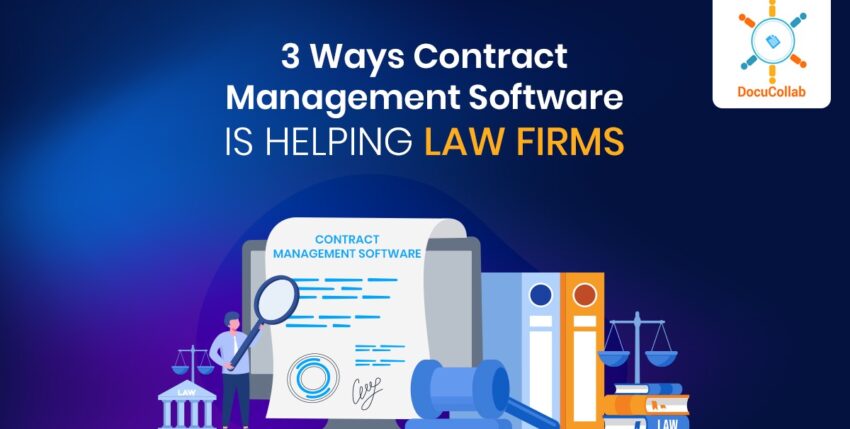 3 Ways Contract
Management Software
IS HELPING LAW FIRMS
DocuCollab
CONTRACT
MANAGEMENT SOFTWARE
LAW
LAW